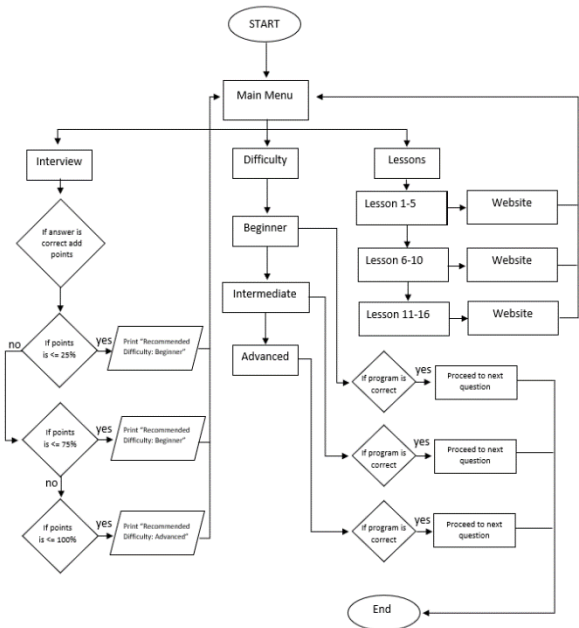 START
Main Menu
Interview
Difficulty
Lessons
If answer is
correct add
points
Beginner
Intermediate
Advanced
Lesson 1-5
Website
Lesson 6-10
Website
Lesson 11-16
Website
no
If points
is <= 25%
yes
Print "Recommended
Difficulty: Beginner"
If points
is <= 75%
yes
Print "Recommended
Difficulty: Beginner"
no
If points
is <= 100%
yes
Print "Recommended
Difficulty: Advanced"
If program is
correct
yes
Proceed to next
question
If program is
correct
yes
Proceed to next
question
If program is
correct
yes
Proceed to next
question
End